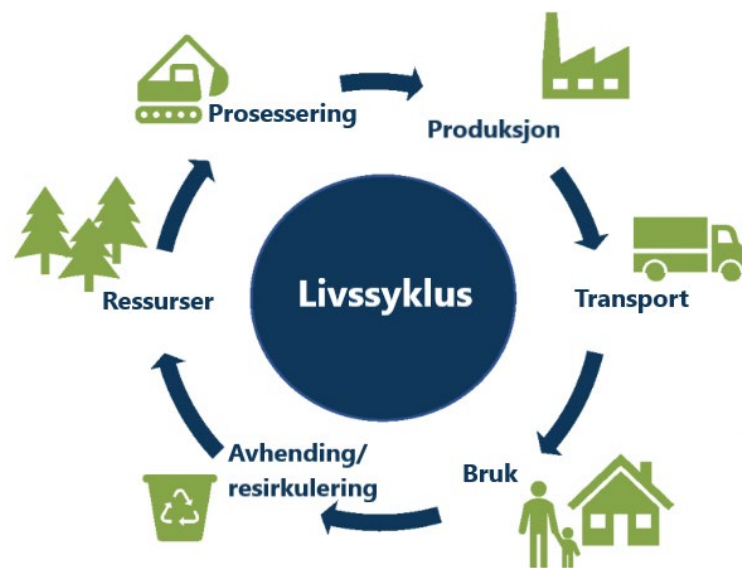 Prosessering
Produksjon
Transport
Bruk
Avhending/
resirkulering
Ressurser
Livssyklus